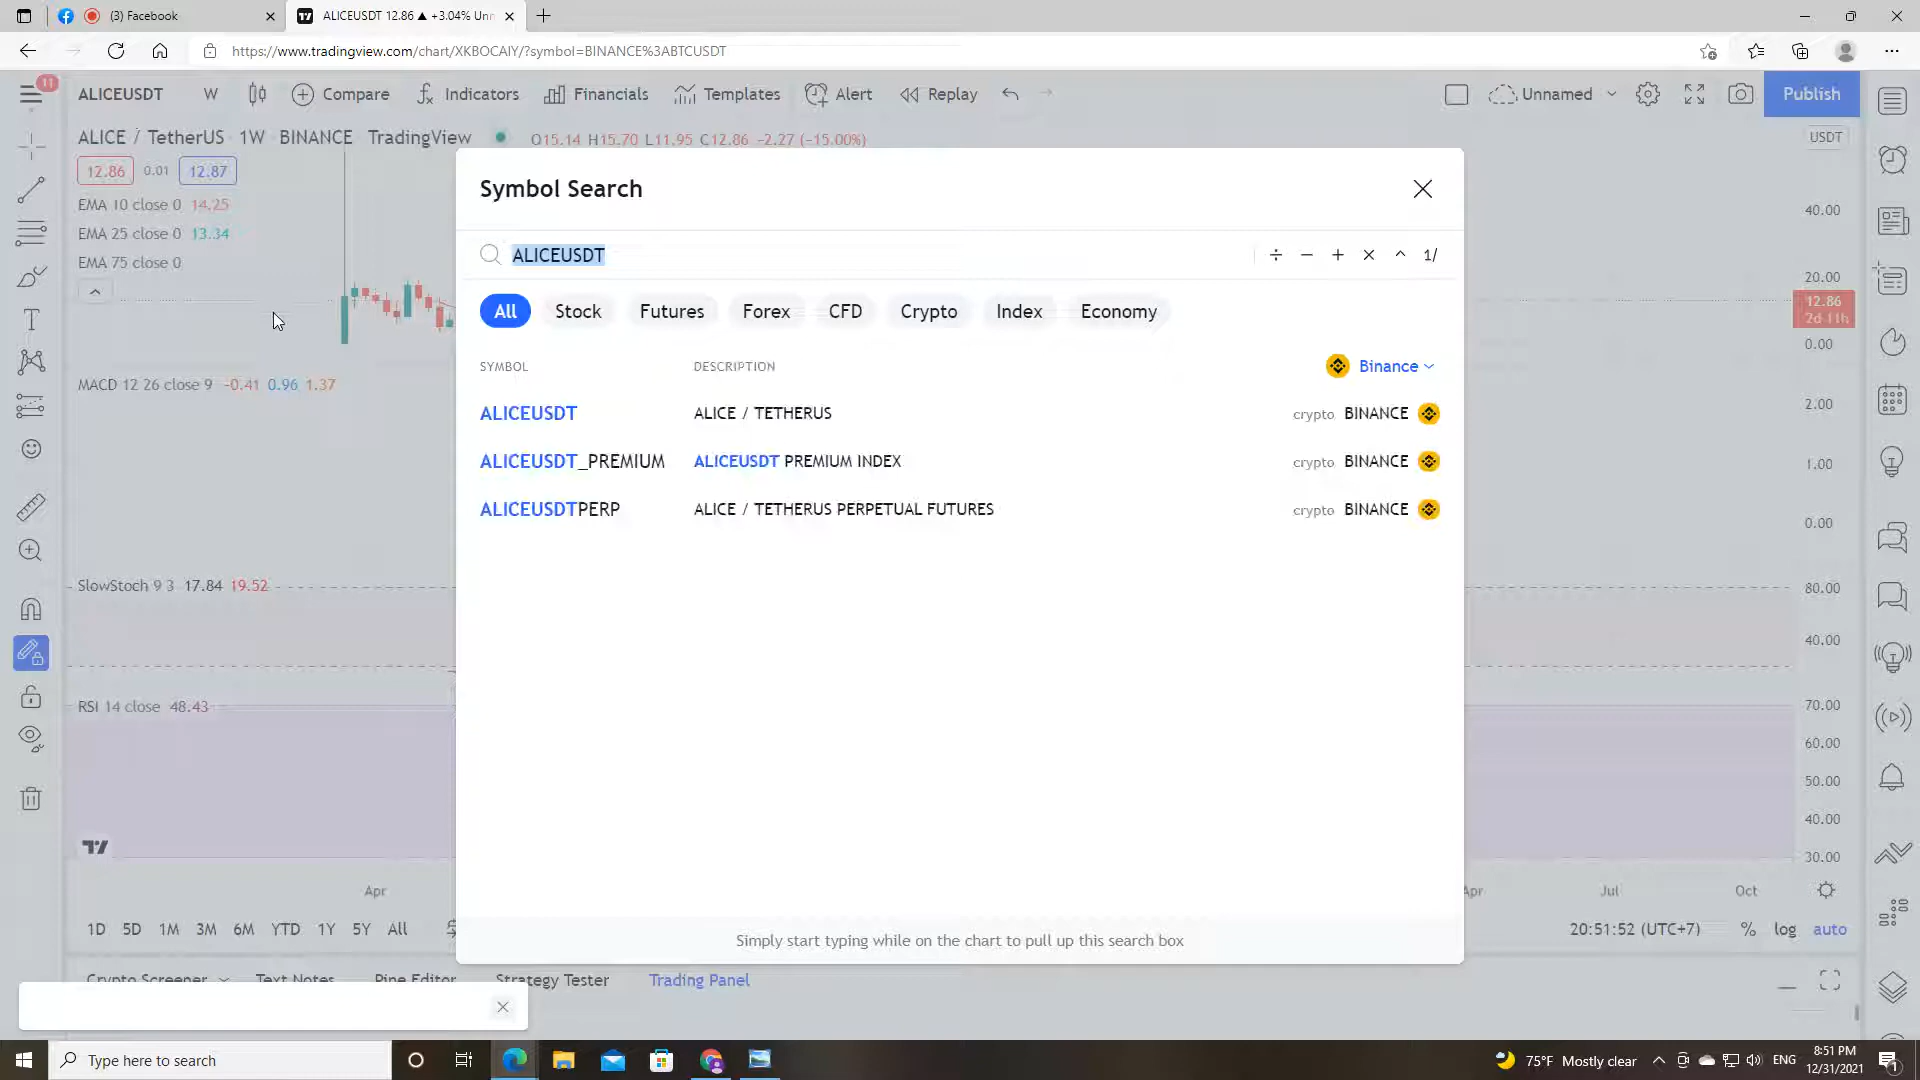 (3) Facebook
ALICEUSDT 12.86 ▲ +3.04% Unn
https://www.tradingview.com/chart/XKBOCAIY/?symbol=BINANCE%3ABTCUSDT
11
ALICEUSDT W Compare Indicators Financials Templates Alert Replay Unnamed Publish
ALICE / TetherUS 1W BINANCE TradingView O15.14 H15.70 L11.95 C12.86 −2.27 (−15.00%) USDT
12.86 0.01 12.87
EMA 10 close 0 14.25
EMA 25 close 0 13.34
EMA 75 close 0
MACD 12 26 close 9 −0.41 0.96 1.37
SlowStoch 9 3 17.84 19.52
RSI 14 close 48.43
Symbol Search
ALICEUSDT ÷ − + × ^ 1/
All Stock Futures Forex CFD Crypto Index Economy
SYMBOL DESCRIPTION Binance
ALICEUSDT ALICE / TETHERUS crypto BINANCE
ALICEUSDT_PREMIUM ALICEUSDT PREMIUM INDEX crypto BINANCE
ALICEUSDTPERP ALICE / TETHERUS PERPETUAL FUTURES crypto BINANCE
Simply start typing while on the chart to pull up this search box
40.00
20.00
12.86
2d 11h
0.00
2.00
1.00
0.00
80.00
40.00
70.00
60.00
50.00
40.00
30.00
Apr Apr Jul Oct
1D 5D 1M 3M 6M YTD 1Y 5Y All 20:51:52 (UTC+7) % log auto
Crypto Screener Text Notes Pine Editor Strategy Tester Trading Panel
Type here to search
75°F Mostly clear ENG
8:51 PM
12/31/2021
1